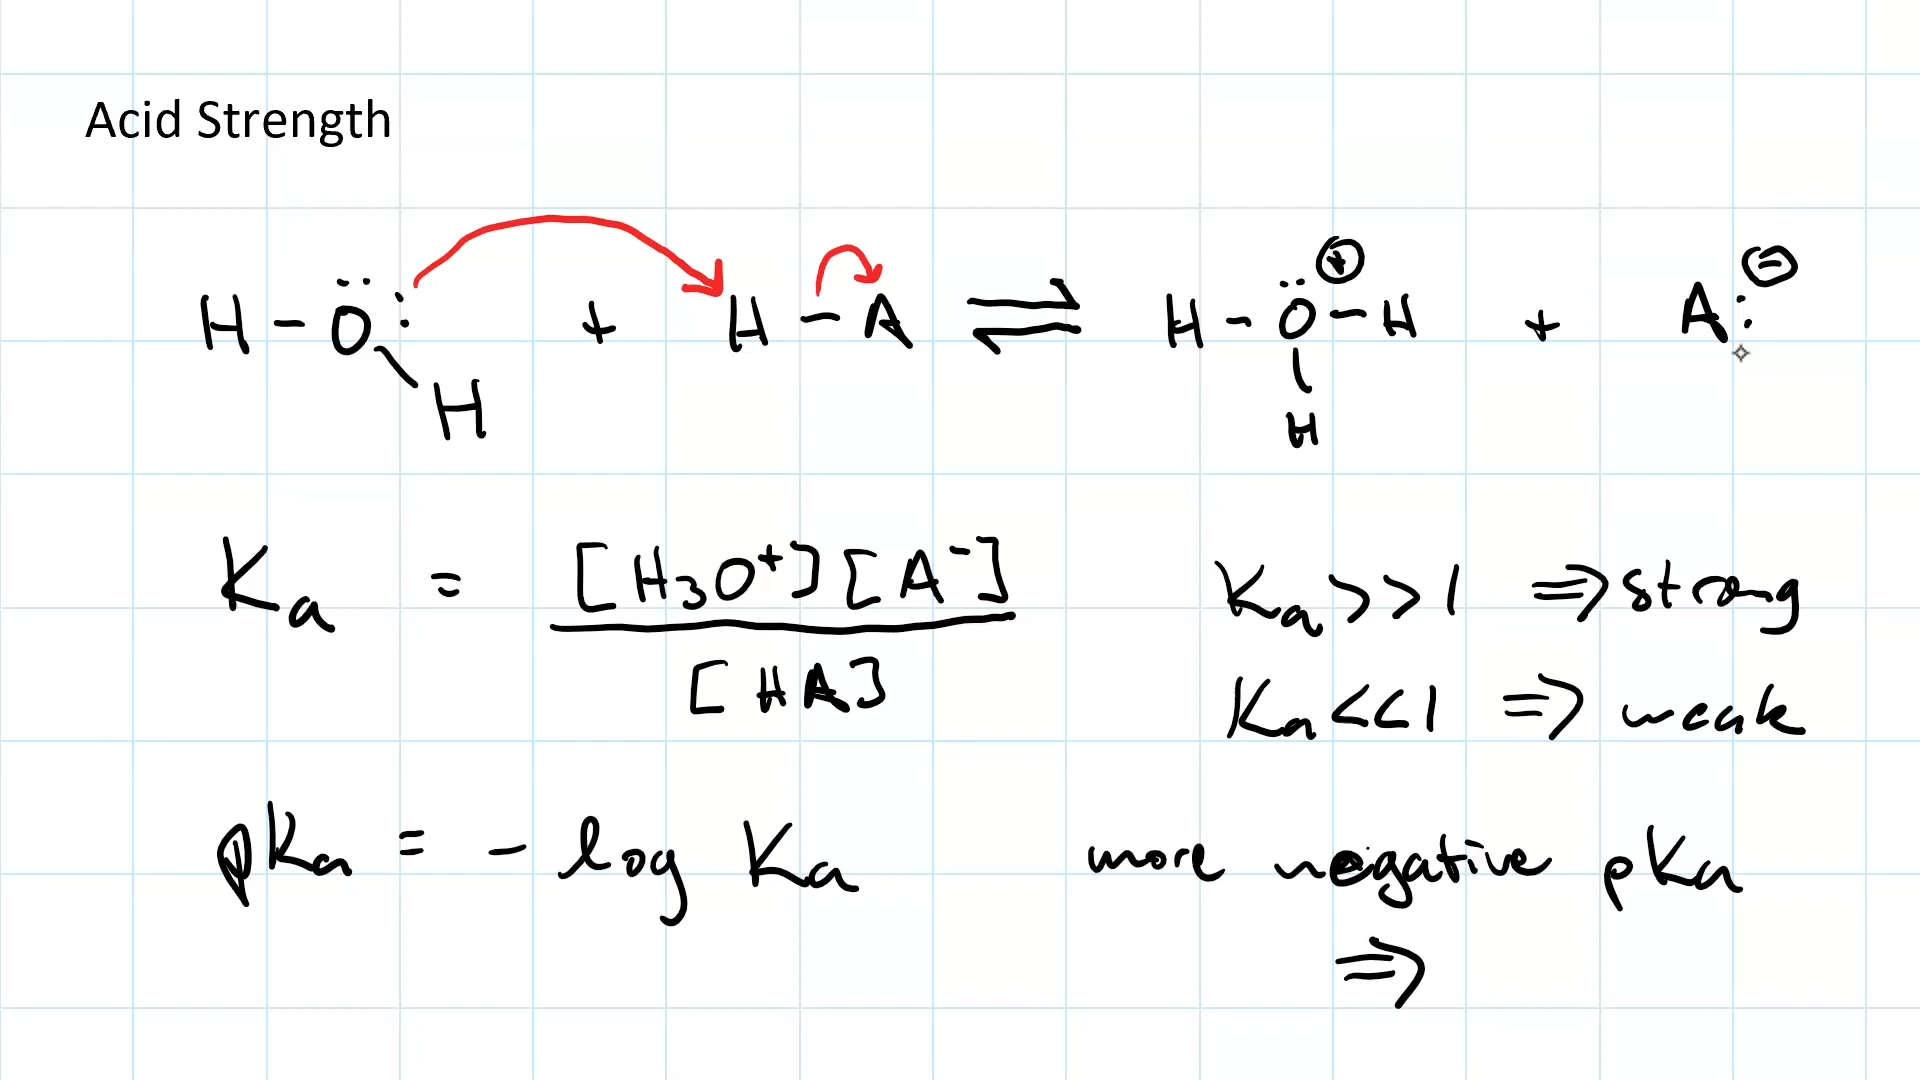 Acid Strength
H-Ö: + H-A ⇌ H-Ö-H ⊕ + A: ⊖
H H
Ka = [H₃O⁺][A⁻] / [HA]
Ka >> 1 ⇒ strong
Ka << 1 ⇒ weak
pKa = - log Ka
more negative pKa
⇒